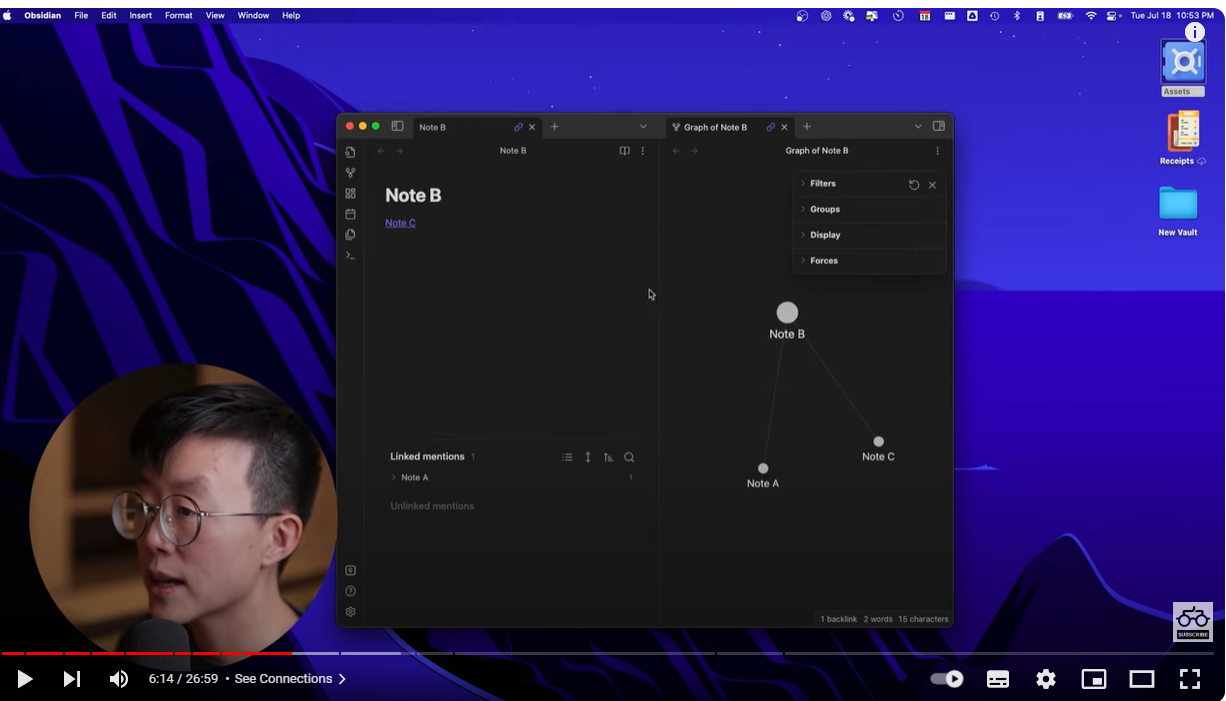 Obsidian File Edit Insert Format View Window Help
18
Tue Jul 18 10:53 PM
Assets
Receipts
New Vault
Note B
Graph of Note B
Note B
Graph of Note B
Note B
Note C
Filters
Groups
Display
Forces
Note B
Note C
Note A
Linked mentions 1
Note A 1
Unlinked mentions
1 backlink 2 words 15 characters
SUBSCRIBE
6:14 / 26:59 • See Connections